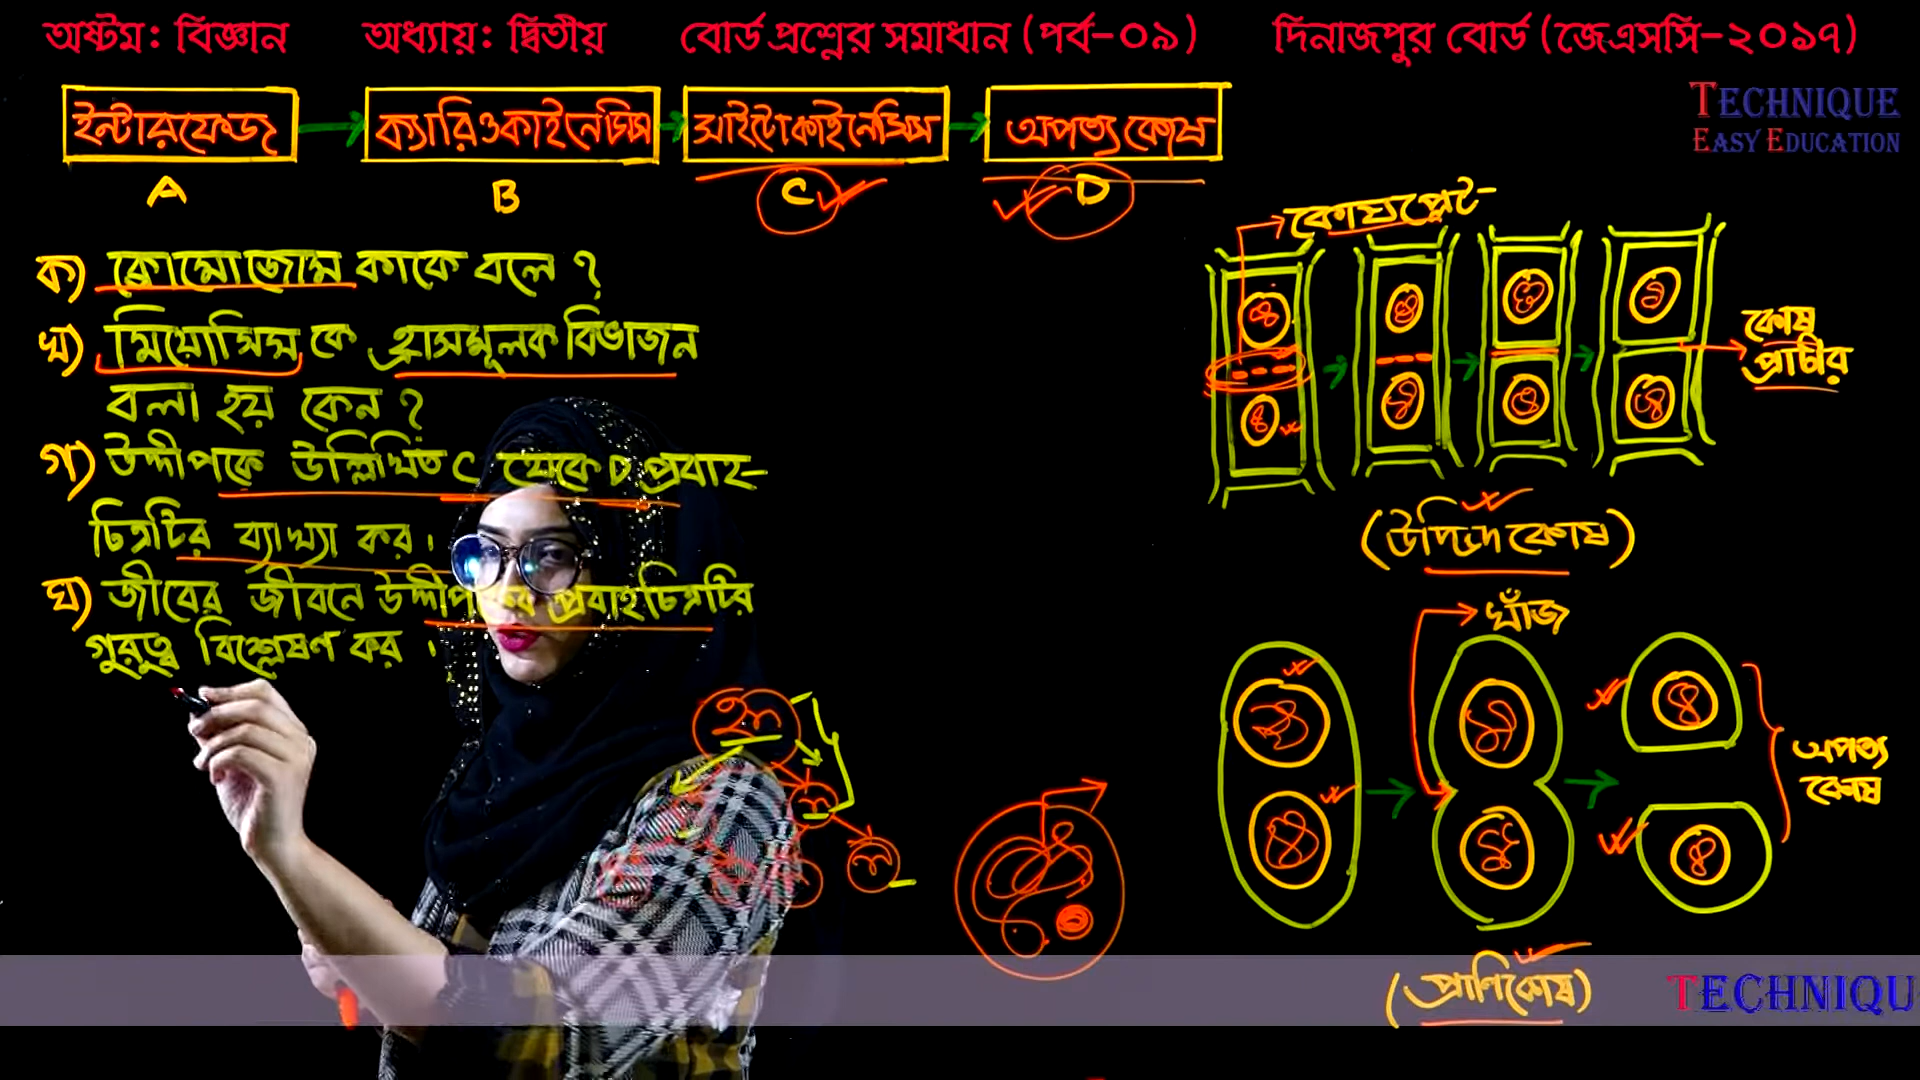 অষ্টম: বিজ্ঞান অধ্যায়: দ্বিতীয় বোর্ড প্রশ্নের সমাধান (পর্ব-০৯) দিনাজপুর বোর্ড (জেএসসি-২০১৭)
TECHNIQUE
EASY EDUCATION
ইন্টারফেজ ক্যারিওকাইনেসিস সাইটোকাইনেসিস অপত্য কোষ
A B C D
ক) ক্রোমোজোম কাকে বলে ?
খ) মিয়োসিস কে হ্রাসমূলক বিভাজন
বলা হয় কেন ?
গ) উদ্দীপকে উল্লিখিত C থেকে D প্রবাহ-
চিত্রটির ব্যাখ্যা কর।
ঘ) জীবের জীবনে উদ্দীপকের প্রবাহচিত্রটির
গুরুত্ব বিশ্লেষণ কর।
2n
n
n
কোষপ্লেট
কোষ
প্রাচীর
(উদ্ভিদ কোষ)
খাঁজ
অপত্য
কোষ
(প্রাণিকোষ)
TECHNIQU